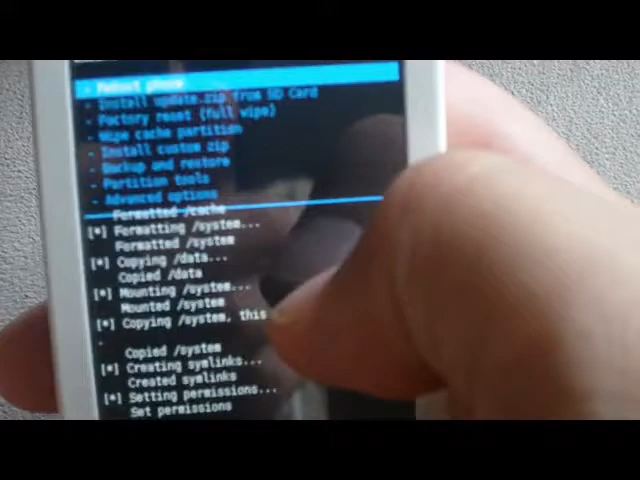 - Reboot phone
- Install update.zip from SD Card
- Factory reset (full wipe)
- Wipe cache partition
- Install custom zip
- Backup and restore
- Partition tools
- Advanced options
Formatted /cache
[*] Formatting /system...
Formatted /system
[*] Copying /data...
Copied /data
[*] Mounting /system...
Mounted /system
[*] Copying /system, this
.
Copied /system
[*] Creating symlinks...
Created symlinks
[*] Setting permissions...
Set permissions